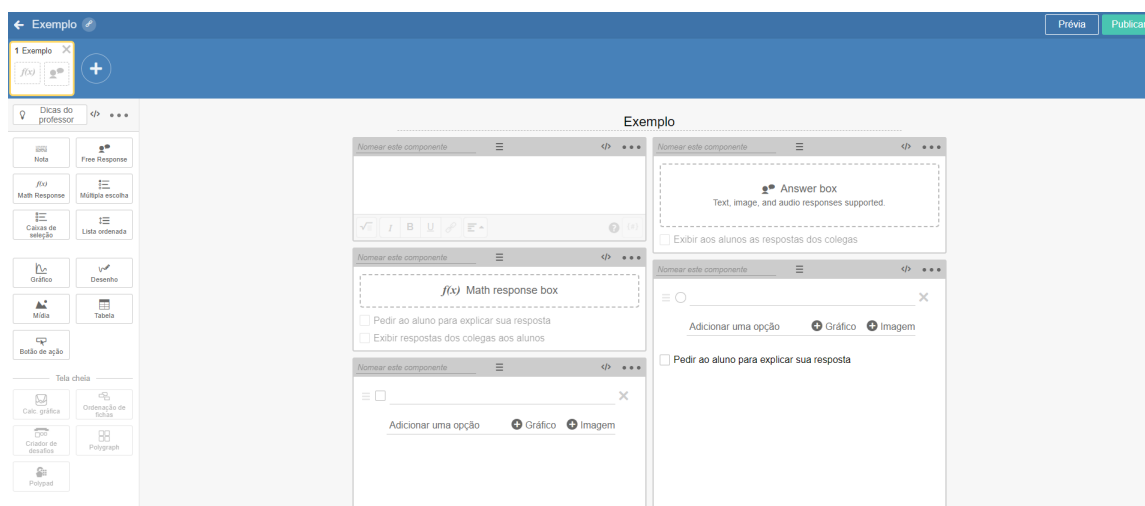 Exemplo
Prévia
Publicar
1 Exemplo
f(x)
Dicas do
professor
Nota
Free Response
f(x)
Math Response
Múltipla escolha
Caixas de
seleção
Lista ordenada
Gráfico
Desenho
Mídia
Tabela
Botão de ação
Tela cheia
Calc. gráfica
Ordenação de
fichas
Criador de
desafios
Polygraph
Polypad
Exemplo
Nomear este componente
B U
Nomear este componente
f(x) Math response box
Pedir ao aluno para explicar sua resposta
Exibir respostas dos colegas aos alunos
Nomear este componente
Adicionar uma opção Gráfico Imagem
Nomear este componente
Answer box
Text, image, and audio responses supported.
Exibir aos alunos as respostas dos colegas
Nomear este componente
Adicionar uma opção Gráfico Imagem
Pedir ao aluno para explicar sua resposta